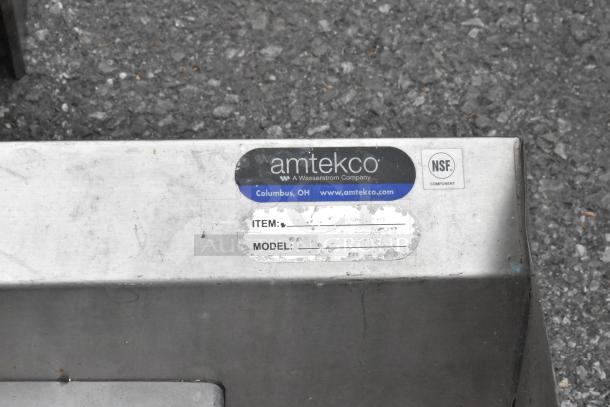 amtekco
A Wasserstrom Company
Columbus, OH www.amtekco.com
NSF.
COMPONENT
ITEM:
MODEL: